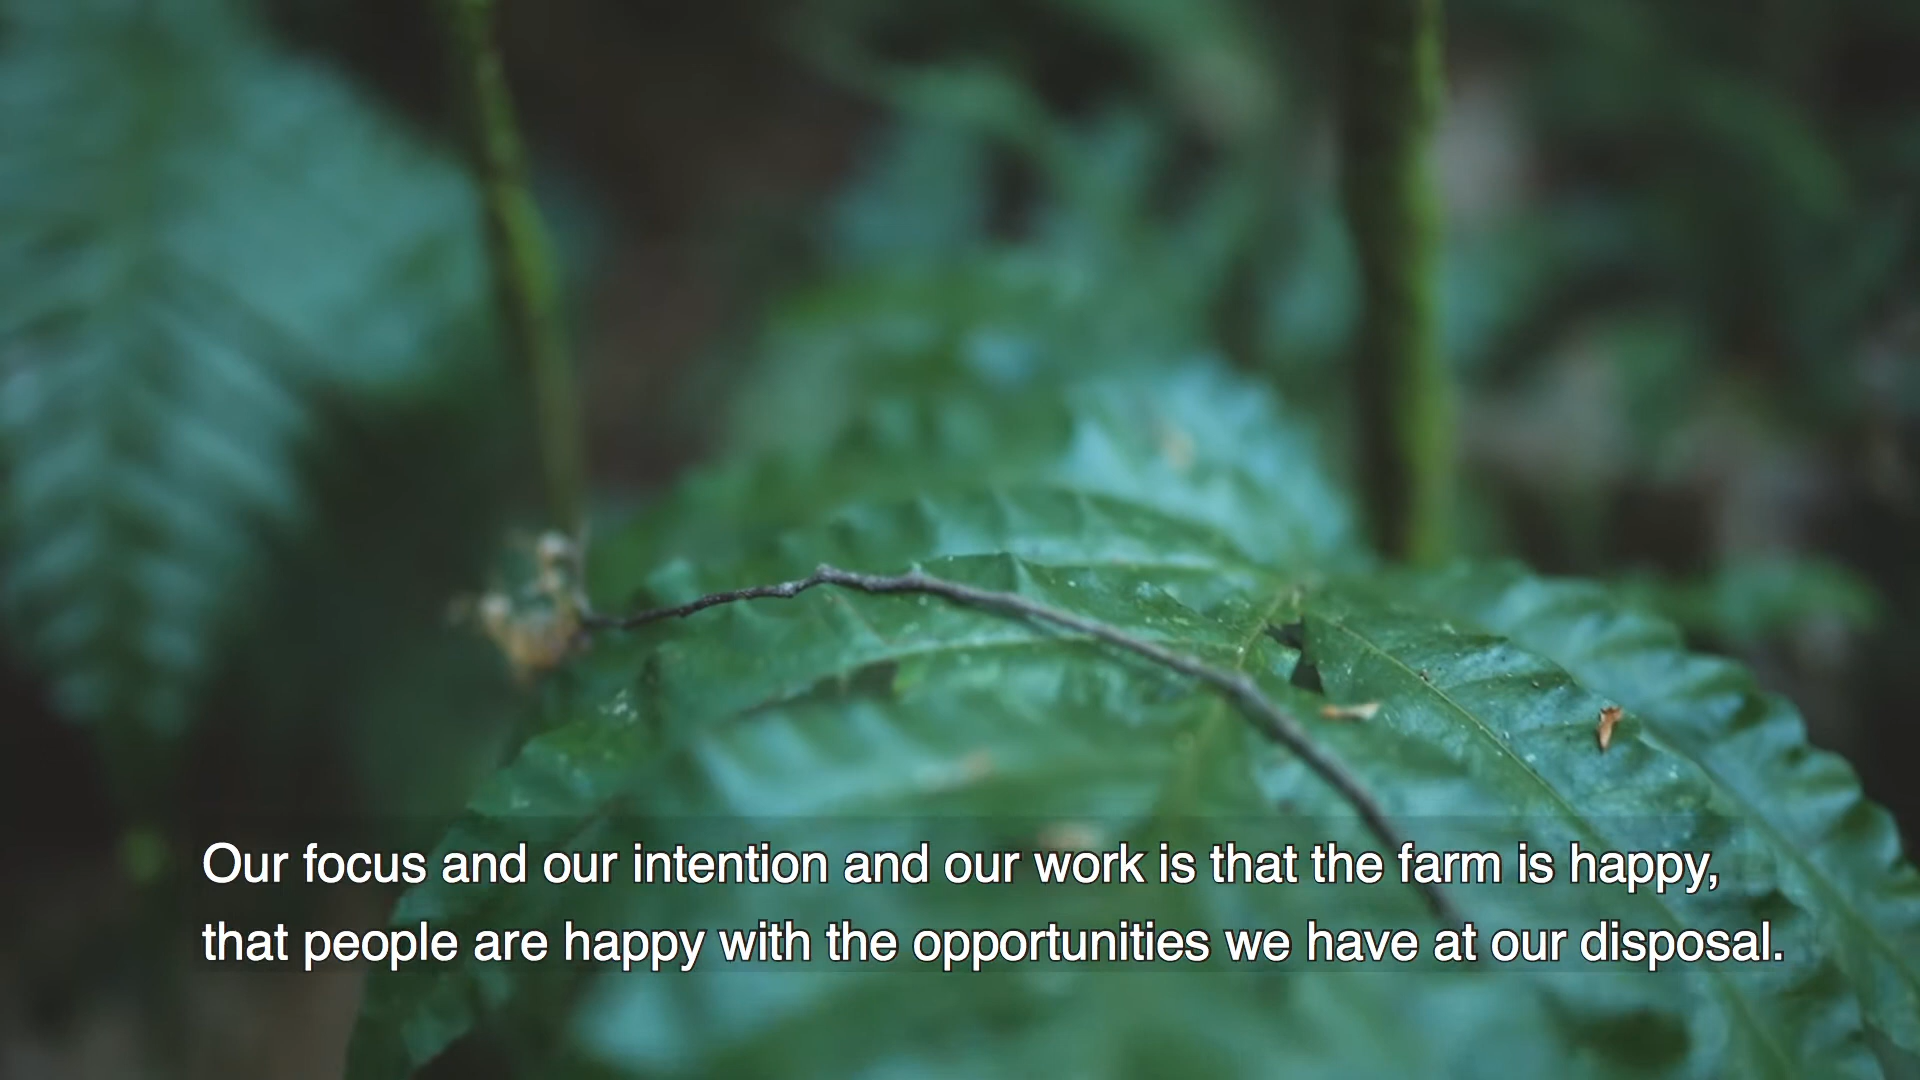 Our focus and our intention and our work is that the farm is happy,
that people are happy with the opportunities we have at our disposal.